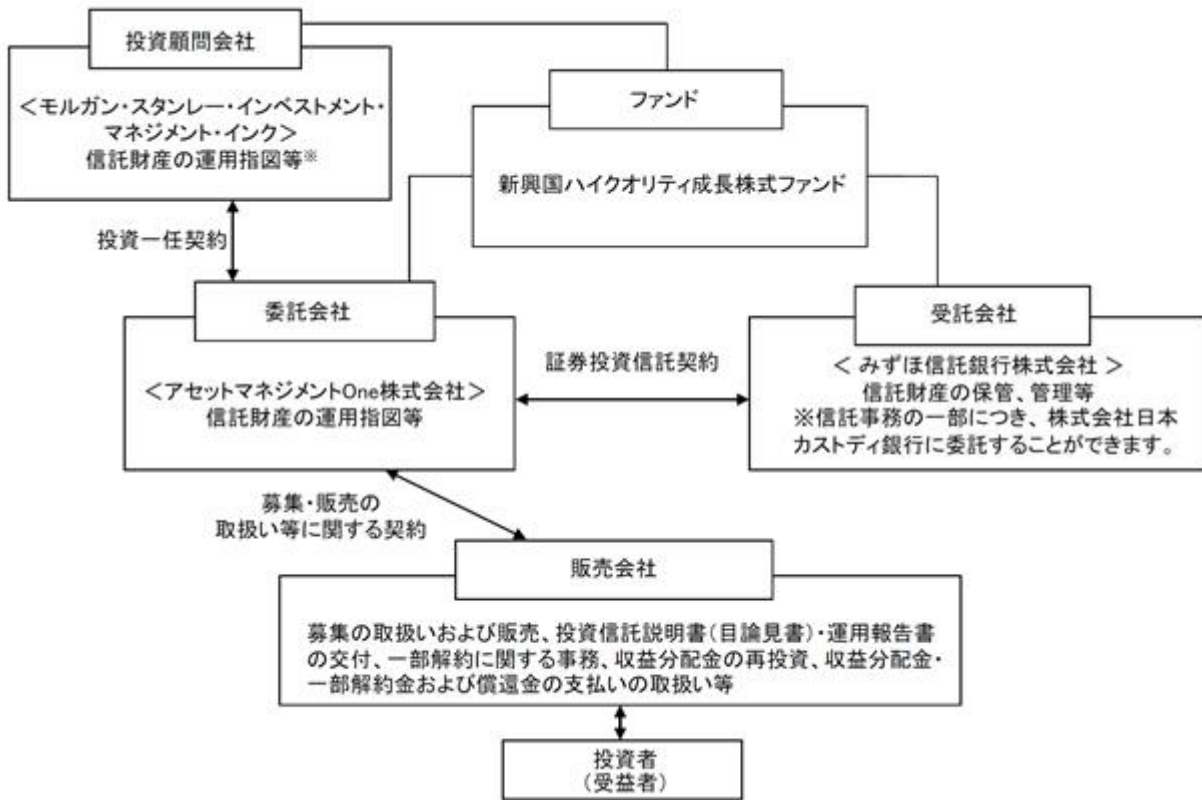 投資顧問会社
<モルガン・スタンレー・インベストメント・
マネジメント・インク>
信託財産の運用指図等※
ファンド
新興国ハイクオリティ成長株式ファンド
投資一任契約
委託会社
<アセットマネジメントOne株式会社>
信託財産の運用指図等
証券投資信託契約
受託会社
< みずほ信託銀行株式会社 >
信託財産の保管、管理等
※信託事務の一部につき、株式会社日本
カストディ銀行に委託することができます。
募集・販売の
取扱い等に関する契約
販売会社
募集の取扱いおよび販売、投資信託説明書(目論見書)・運用報告書
の交付、一部解約に関する事務、収益分配金の再投資、収益分配金・
一部解約金および償還金の支払いの取扱い等
投資者
(受益者)